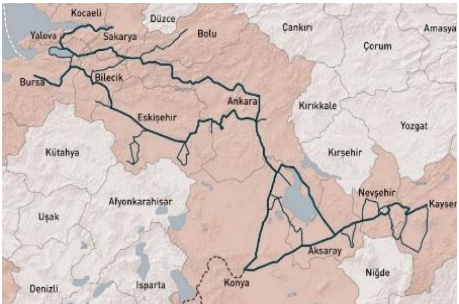 Kocaeli
Düzce
Yalova
Sakarya
Bolu
Çankırı
Amasya
Çorum
Bursa
Bilecik
Ankara
Kırıkkale
Eskişehir
Yozgat
Kütahya
Kırşehir
Nevşehir
Kayser
Afyonkarahisar
Uşak
Aksaray
Niğde
Konya
Isparta
Denizli